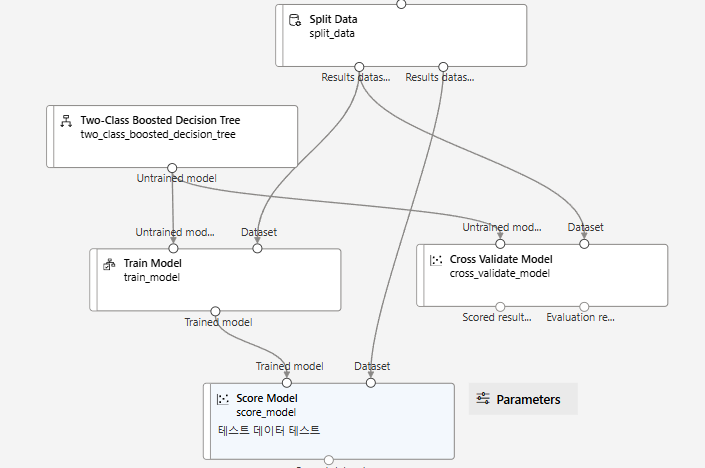 Split Data
split_data
Results datas...
Results datas...
Two-Class Boosted Decision Tree
two_class_boosted_decision_tree
Untrained model
Untrained mod...
Dataset
Untrained mod...
Dataset
Train Model
train_model
Cross Validate Model
cross_validate_model
Trained model
Scored result...
Evaluation re...
Trained model
Dataset
Score Model
score_model
테스트 데이터 테스트
Parameters